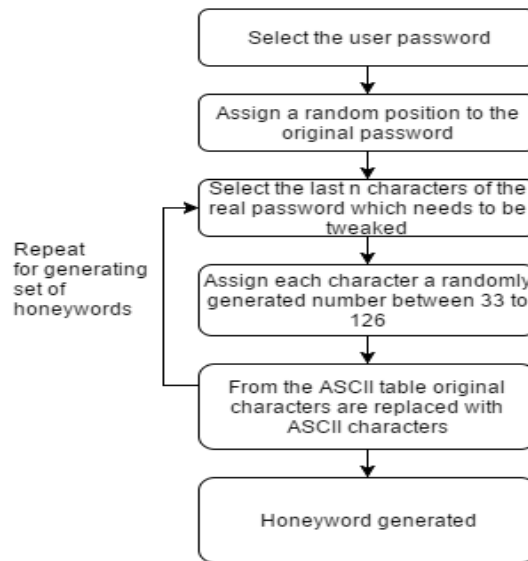 Select the user password
Assign a random position to the
original password
Select the last n characters of the
real password which needs to be
tweaked
Repeat
for generating
set of
honeywords
Assign each character a randomly
generated number between 33 to
126
From the ASCII table original
characters are replaced with
ASCII characters
Honeyword generated